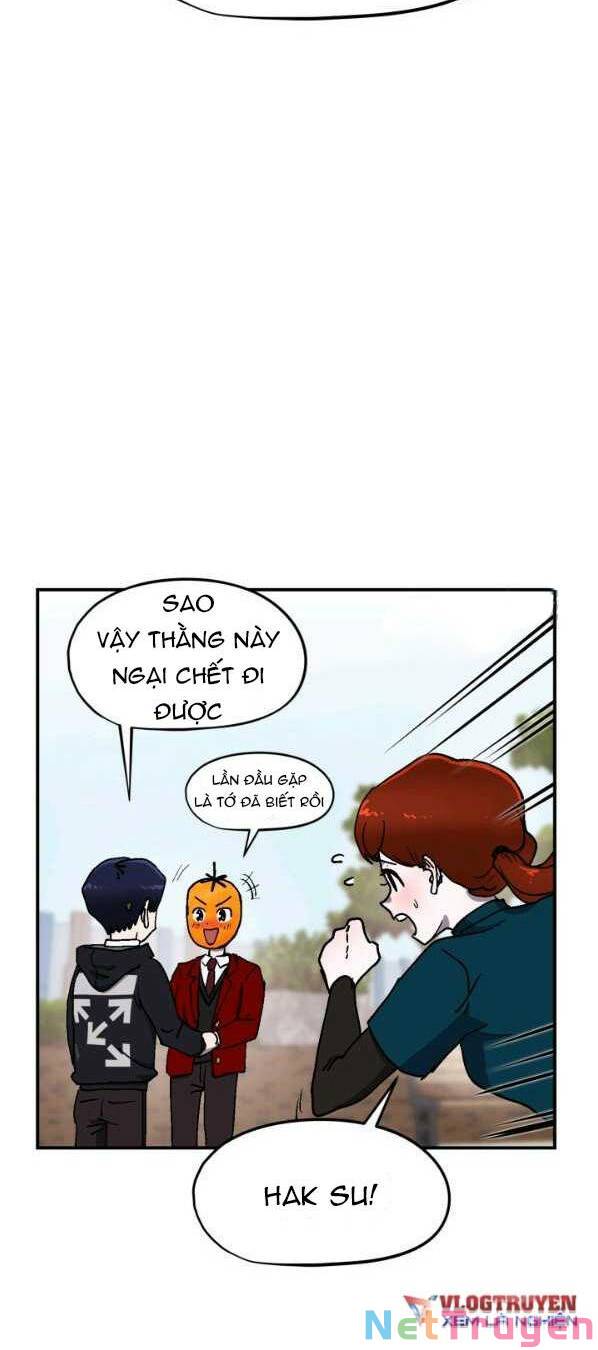 SAO
VẬY THẰNG NÀY
NGẠI CHẾT ĐI
ĐƯỢC
LẦN ĐẦU GẶP
LÀ TỚ ĐÃ BIẾT RỒI
HAK SU!
VLOGTRUYEN
XEM LÀ NGHIỆN
NetTruyen